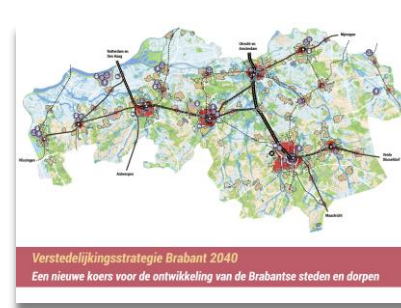 Rotterdam en
Den Haag
Utrecht en
Amsterdam
Nijmegen
Vlissingen
Antwerpen
Venlo
Maastricht
Verstedelijkingsstrategie Brabant 2040
Een nieuwe koers voor de ontwikkeling van de Brabantse steden en dorpen